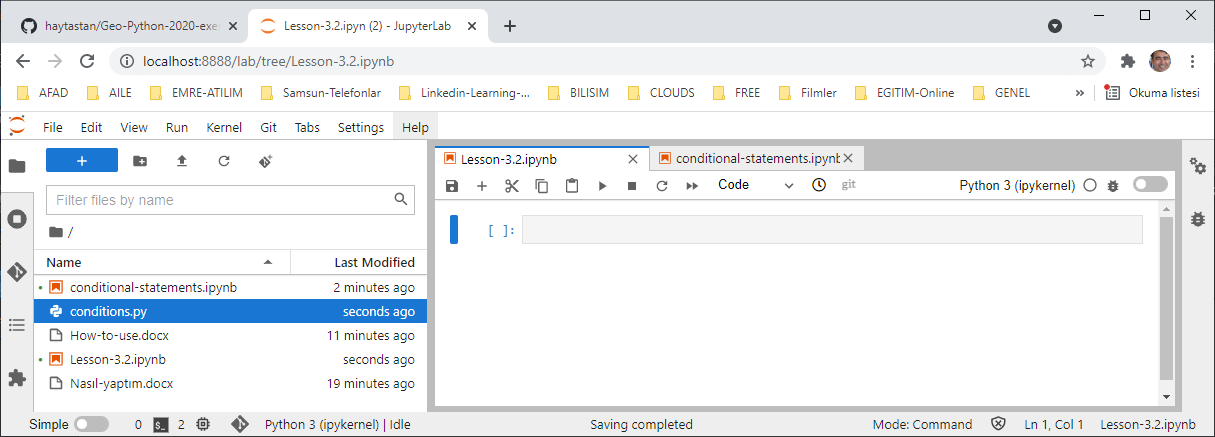 haytastan/Geo-Python-2020-exe
Lesson-3.2.ipyn (2) - JupyterLab
localhost:8888/lab/tree/Lesson-3.2.ipynb
AFAD AILE EMRE-ATILIM Samsun-Telefonlar Linkedin-Learning-... BILISIM CLOUDS FREE Filmler EGITIM-Online GENEL » Okuma listesi
File Edit View Run Kernel Git Tabs Settings Help
Lesson-3.2.ipynb
conditional-statements.ipynb
Code git Python 3 (ipykernel)
Filter files by name
/
Name Last Modified
conditional-statements.ipynb 2 minutes ago
conditions.py seconds ago
How-to-use.docx 11 minutes ago
Lesson-3.2.ipynb seconds ago
Nasıl-yaptım.docx 19 minutes ago
[ ]:
Simple 0 $_ 2 Python 3 (ipykernel) | Idle Saving completed Mode: Command Ln 1, Col 1 Lesson-3.2.ipynb